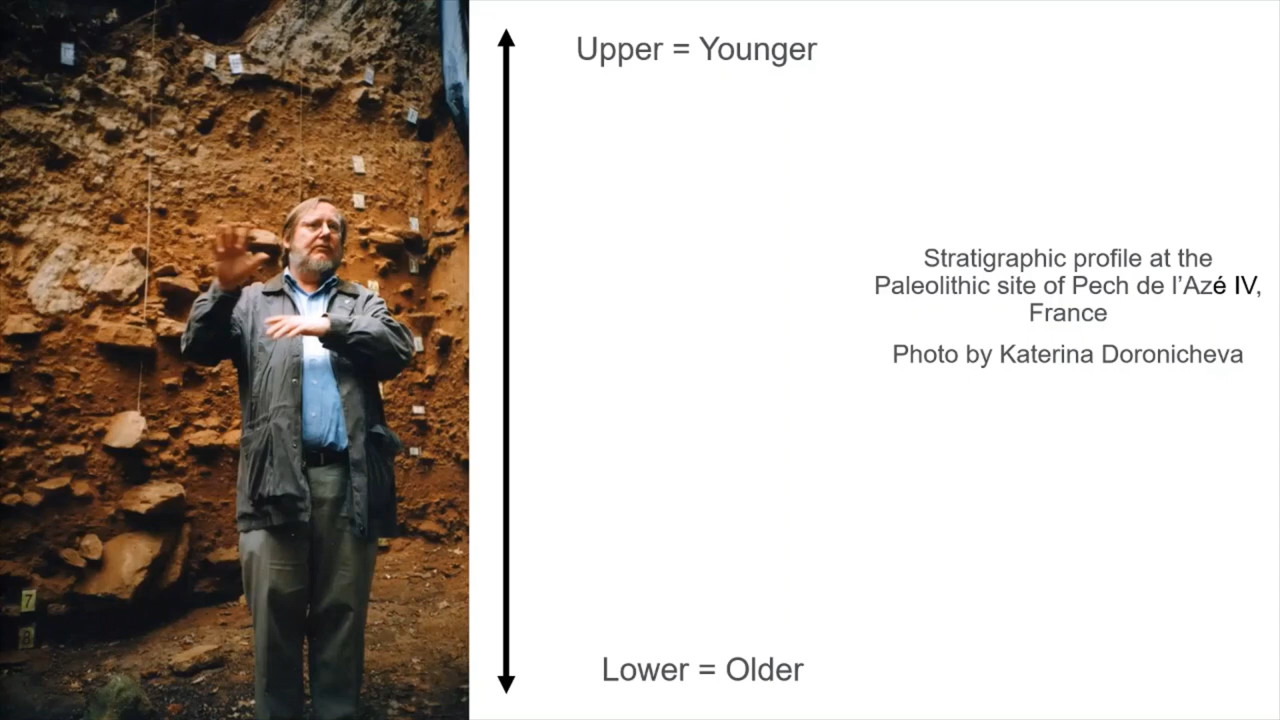 Upper = Younger
Stratigraphic profile at the
Paleolithic site of Pech de l’Azé IV,
France
Photo by Katerina Doronicheva
Lower = Older
7
8